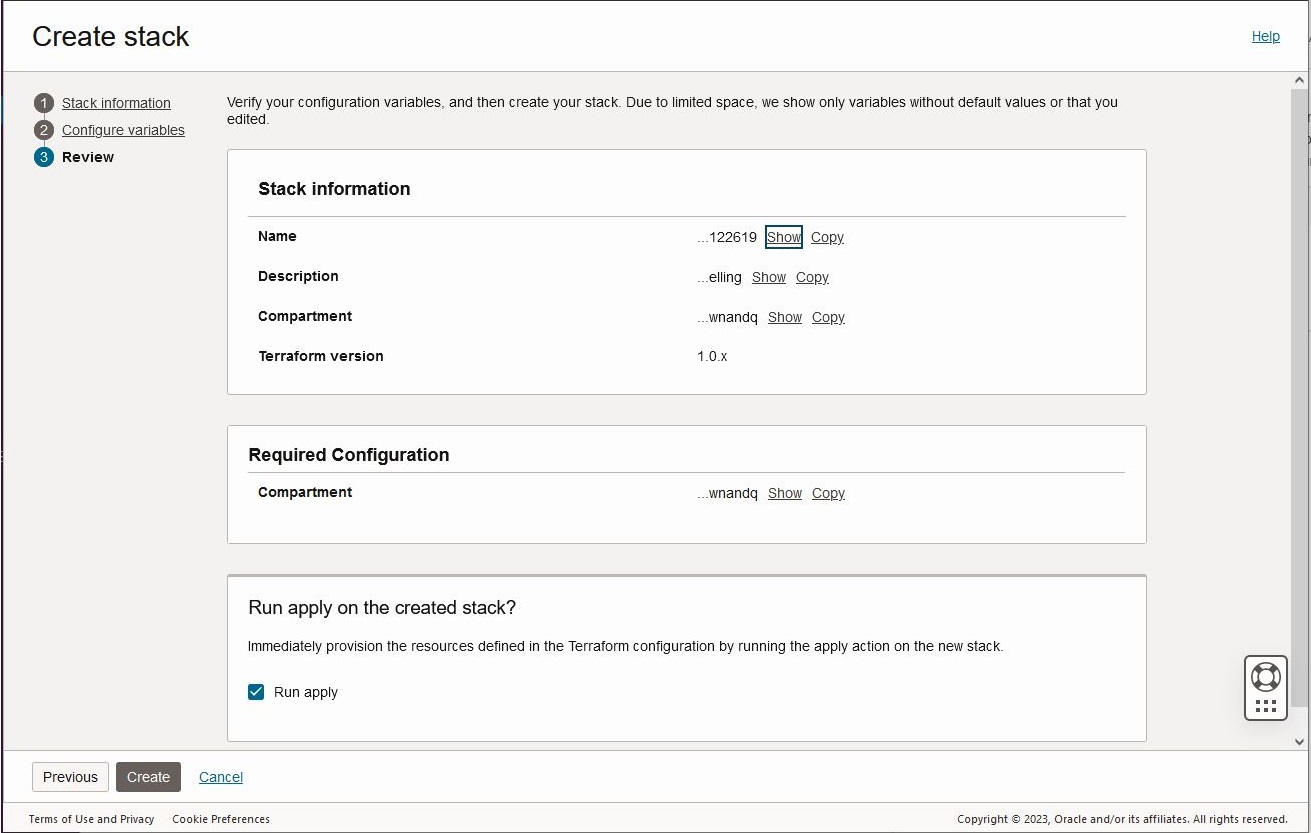 Create stack
Help
1 Stack information
2 Configure variables
3 Review
Verify your configuration variables, and then create your stack. Due to limited space, we show only variables without default values or that you
edited.
Stack information
Name ...122619 Show Copy
Description ...elling Show Copy
Compartment ...wnandq Show Copy
Terraform version 1.0.x
Required Configuration
Compartment ...wnandq Show Copy
Run apply on the created stack?
Immediately provision the resources defined in the Terraform configuration by running the apply action on the new stack.
Run apply
Previous Create Cancel
Terms of Use and Privacy Cookie Preferences Copyright © 2023, Oracle and/or its affiliates. All rights reserved.